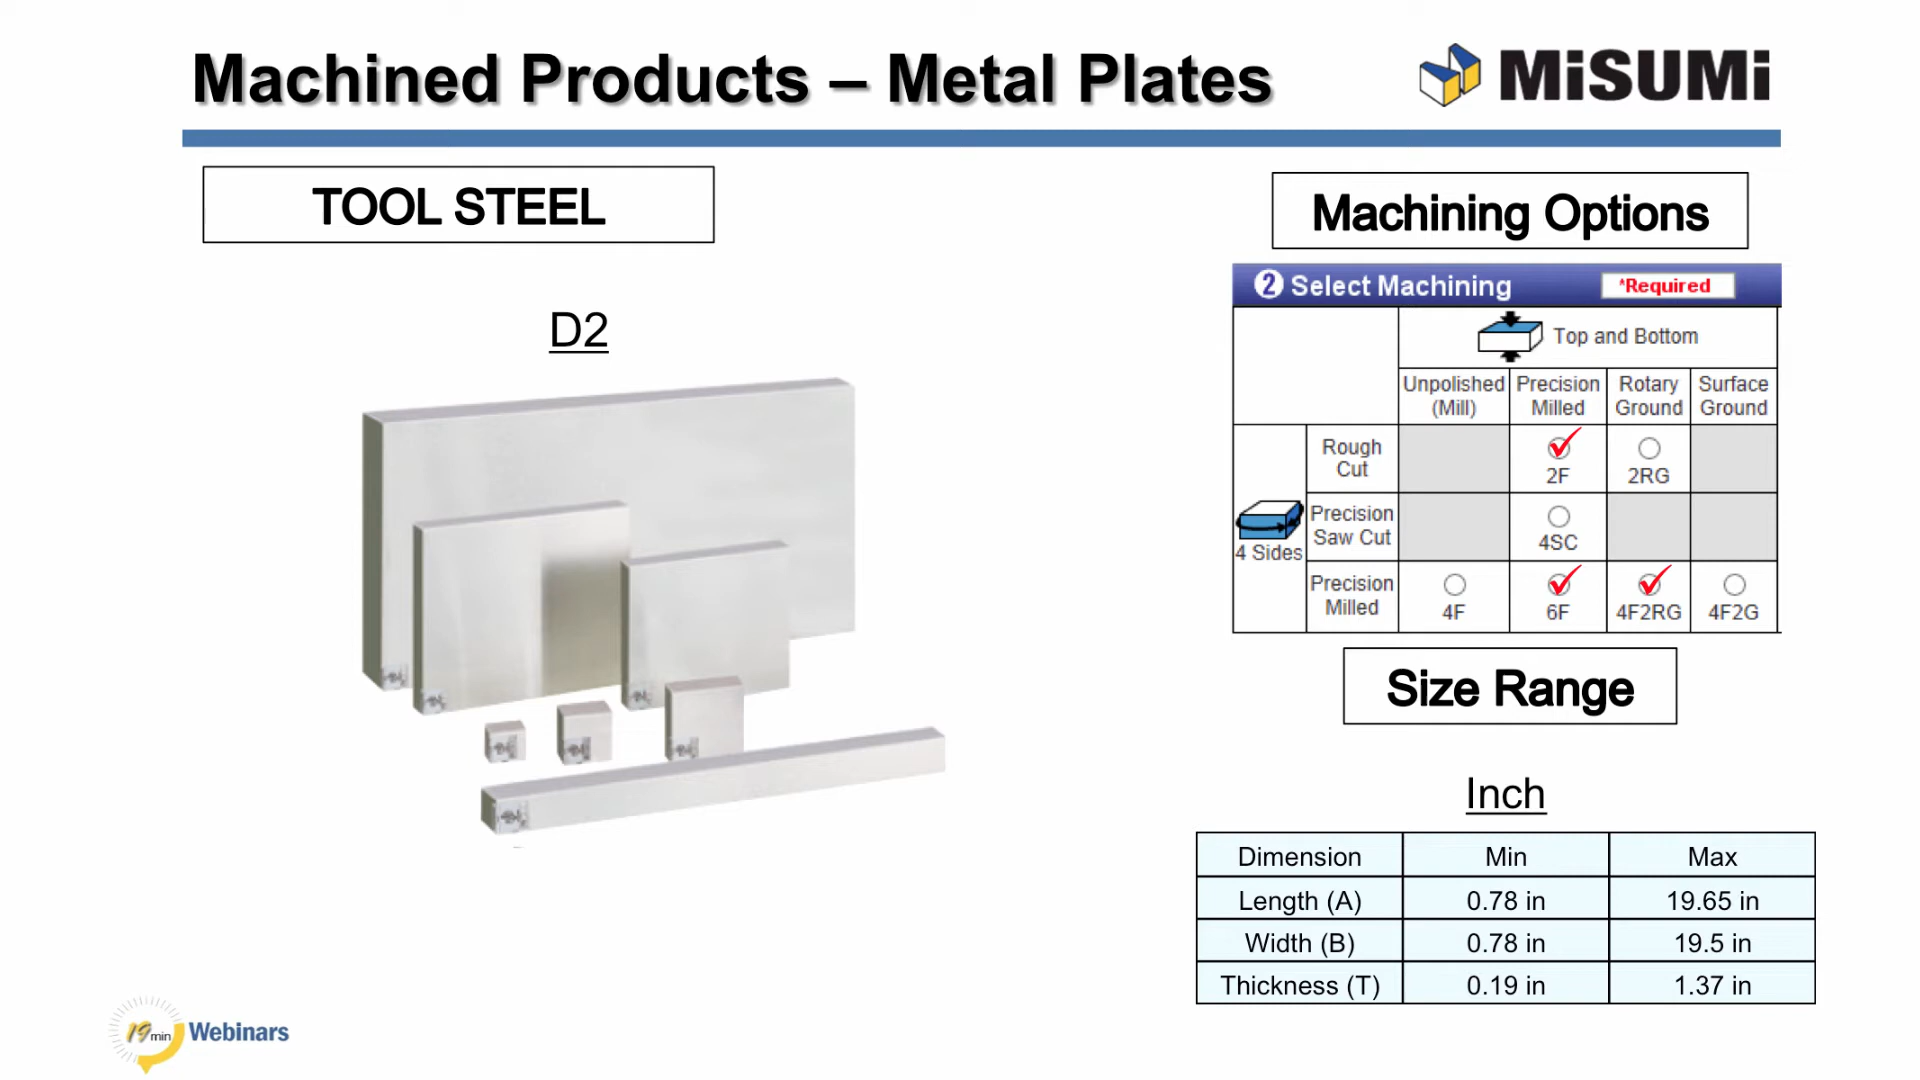 Machined Products – Metal Plates
MiSUMi
TOOL STEEL
D2
Machining Options
2 Select Machining
*Required
Top and Bottom
Unpolished (Mill)
Precision Milled
Rotary Ground
Surface Ground
4 Sides
Rough Cut
2F
2RG
Precision Saw Cut
4SC
Precision Milled
4F
6F
4F2RG
4F2G
Size Range
Inch
Dimension Min Max
Length (A) 0.78 in 19.65 in
Width (B) 0.78 in 19.5 in
Thickness (T) 0.19 in 1.37 in
19 min Webinars